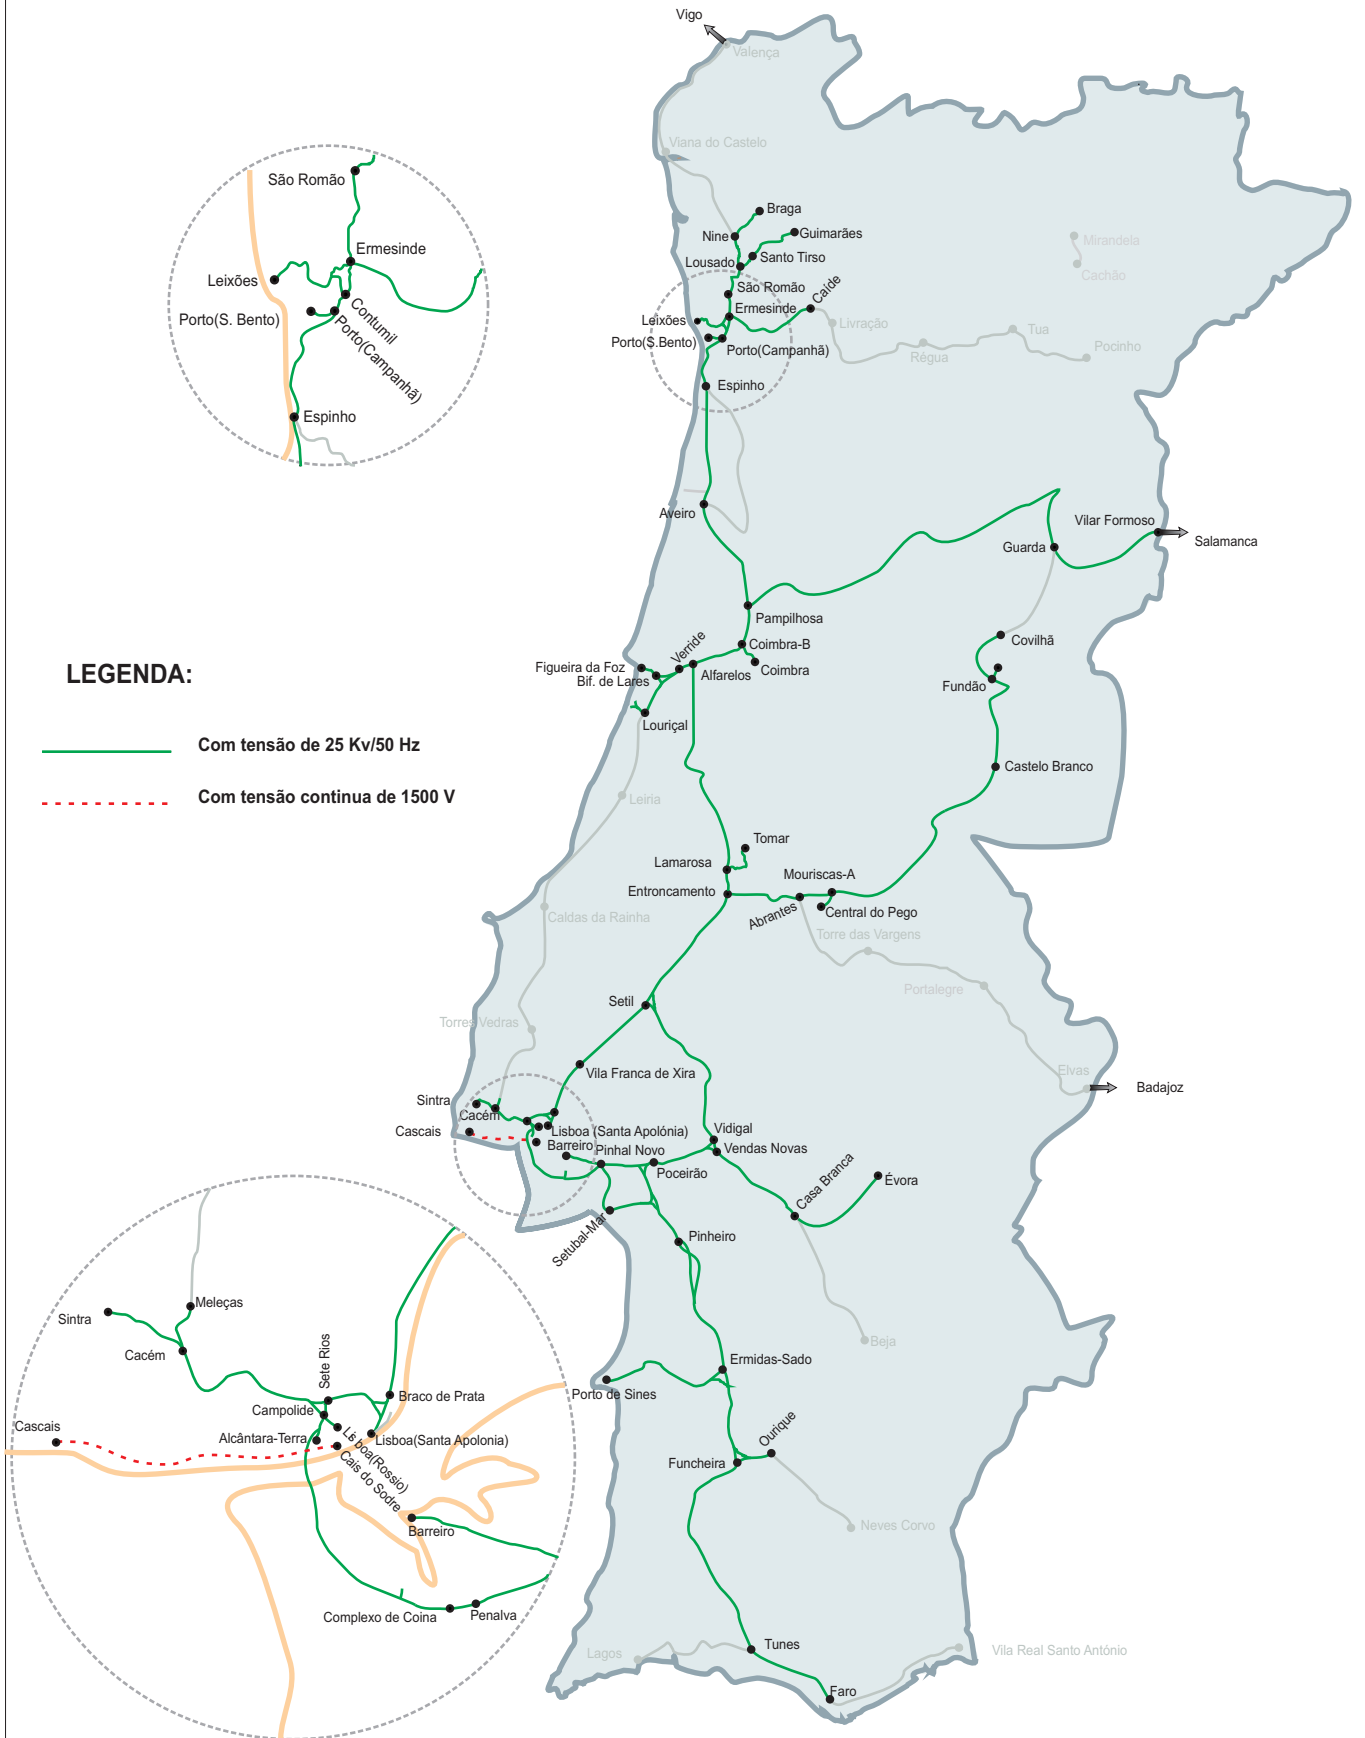 Vigo
Valença
Viana do Castelo
Braga
Nine
Guimarães
Lousado
Santo Tirso
São Romão
Caíde
Ermesinde
Leixões
Livração
Porto(S.Bento)
Porto(Campanhã)
Régua
Tua
Pocinho
Mirandela
Cachão
Espinho
São Romão
Ermesinde
Leixões
Contumil
Porto(S. Bento)
Porto(Campanhã)
Espinho
Aveiro
Vilar Formoso
Salamanca
Guarda
Pampilhosa
Coimbra-B
Covilhã
Verride
Figueira da Foz
Bif. de Lares
Alfarelos
Coimbra
Fundão
Louriçal
LEGENDA:
Com tensão de 25 Kv/50 Hz
Com tensão continua de 1500 V
Castelo Branco
Leiria
Tomar
Lamarosa
Mouriscas-A
Entroncamento
Abrantes
Central do Pego
Caldas da Rainha
Torre das Vargens
Portalegre
Setil
Torres Vedras
Vila Franca de Xira
Elvas
Badajoz
Sintra
Cacém
Cascais
Lisboa (Santa Apolónia)
Barreiro
Pinhal Novo
Vidigal
Vendas Novas
Poceirão
Casa Branca
Évora
Setubal-Mar
Pinheiro
Beja
Ermidas-Sado
Porto de Sines
Ourique
Funcheira
Neves Corvo
Tunes
Lagos
Vila Real Santo António
Faro
Meleças
Sintra
Cacém
Sete Rios
Braco de Prata
Campolide
Cascais
Alcântara-Terra
Lisboa(Rossio)
Lisboa(Santa Apolonia)
Cais do Sodre
Barreiro
Complexo de Coina
Penalva